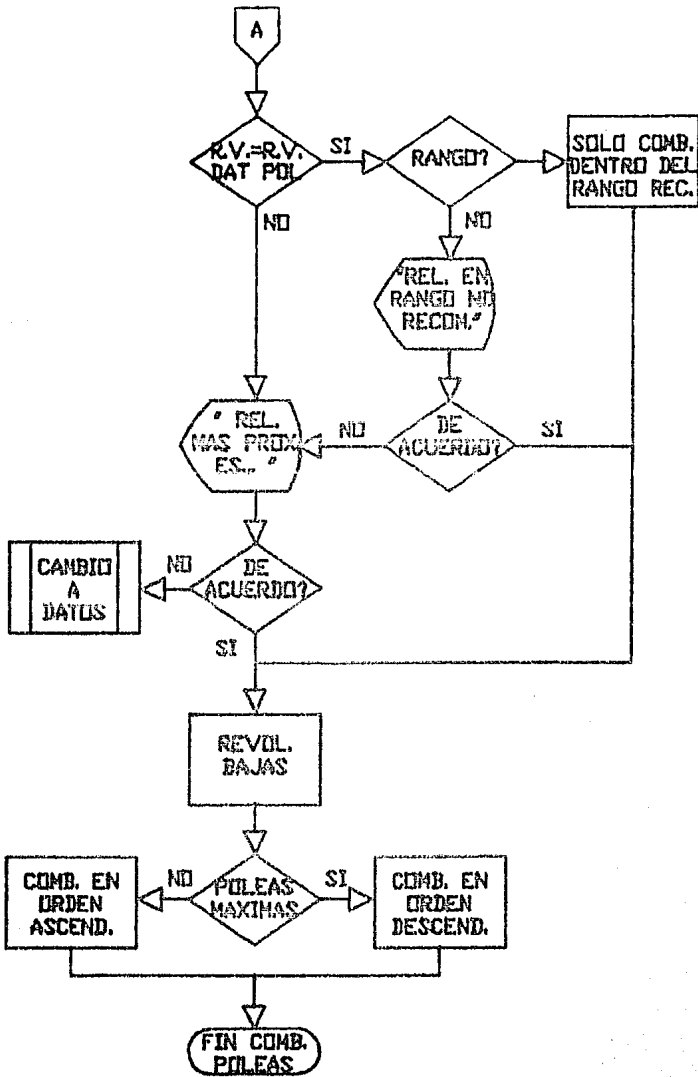 A
R.V.=R.V.
DAT POL
SI
RANGO?
SOLO COMB.
DENTRO DEL
RANGO REC.
NO
NO
"REL. EN
RANGO NO
RECOM."
" REL.
MAS PROX.
ES... "
NO
DE
ACUERDO?
SI
CAMBIO
A
DATOS
NO
DE
ACUERDO?
SI
REVOL.
BAJAS
COMB. EN
ORDEN
ASCEND.
NO
POLEAS
MAXIMAS
SI
COMB. EN
ORDEN
DESCEND.
FIN COMB.
POLEAS